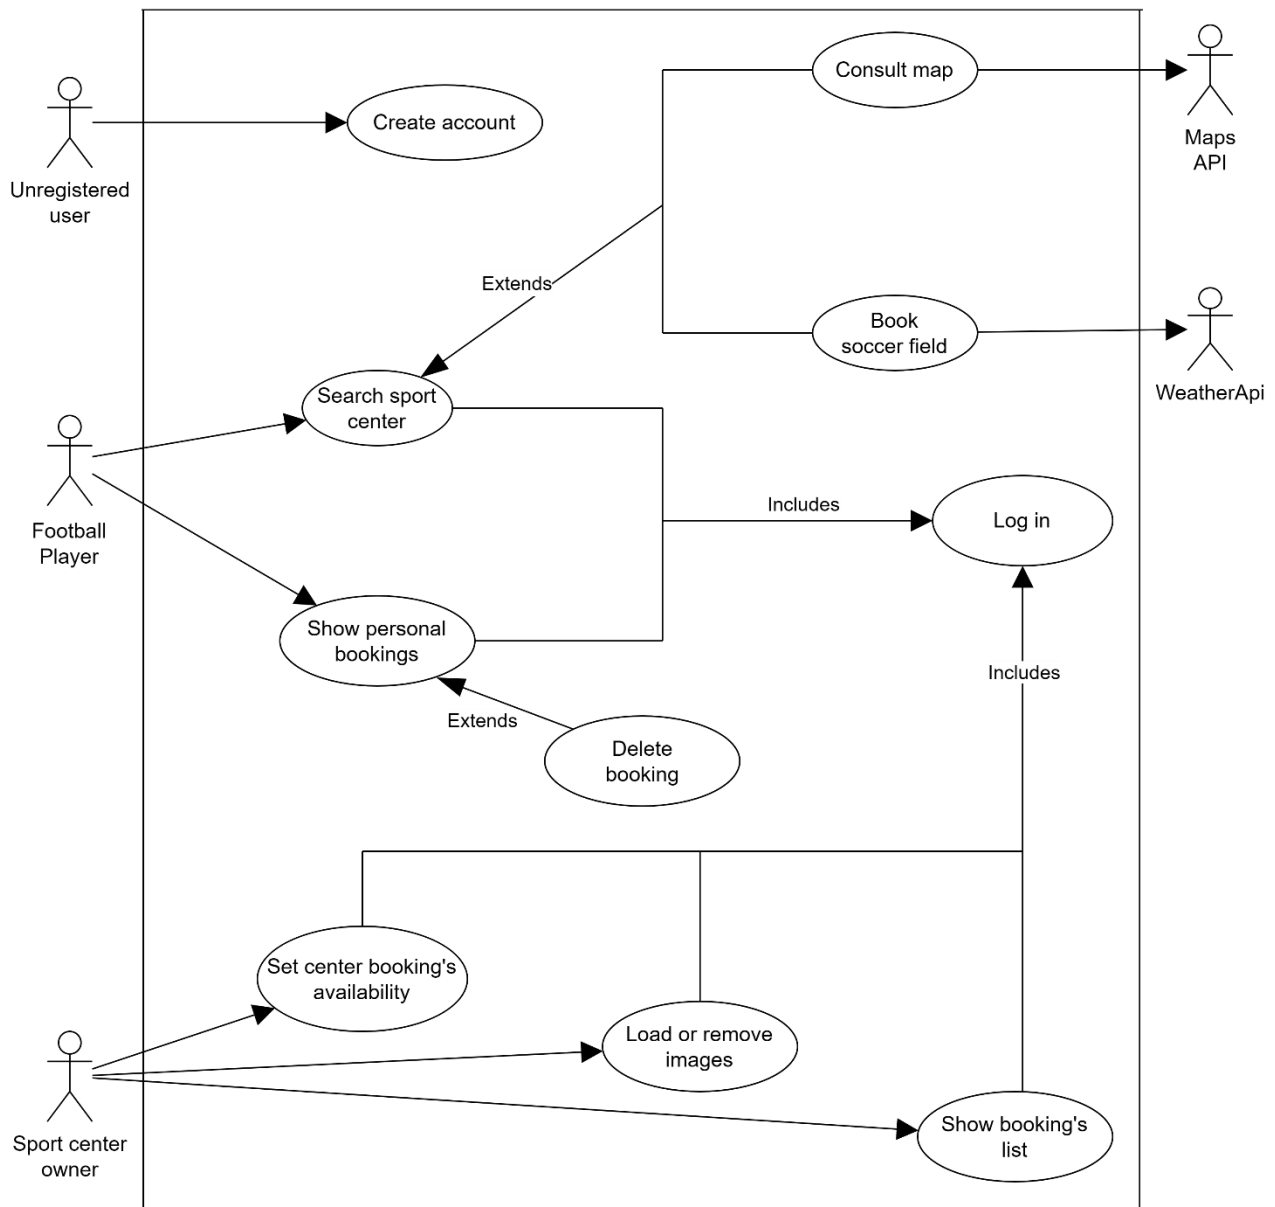 Consult map
Create account
Maps
API
Unregistered
user
Extends
Book
soccer field
WeatherApi
Search sport
center
Football
Player
Includes
Log in
Show personal
bookings
Includes
Extends
Delete
booking
Set center booking's
availability
Load or remove
images
Show booking's
list
Sport center
owner